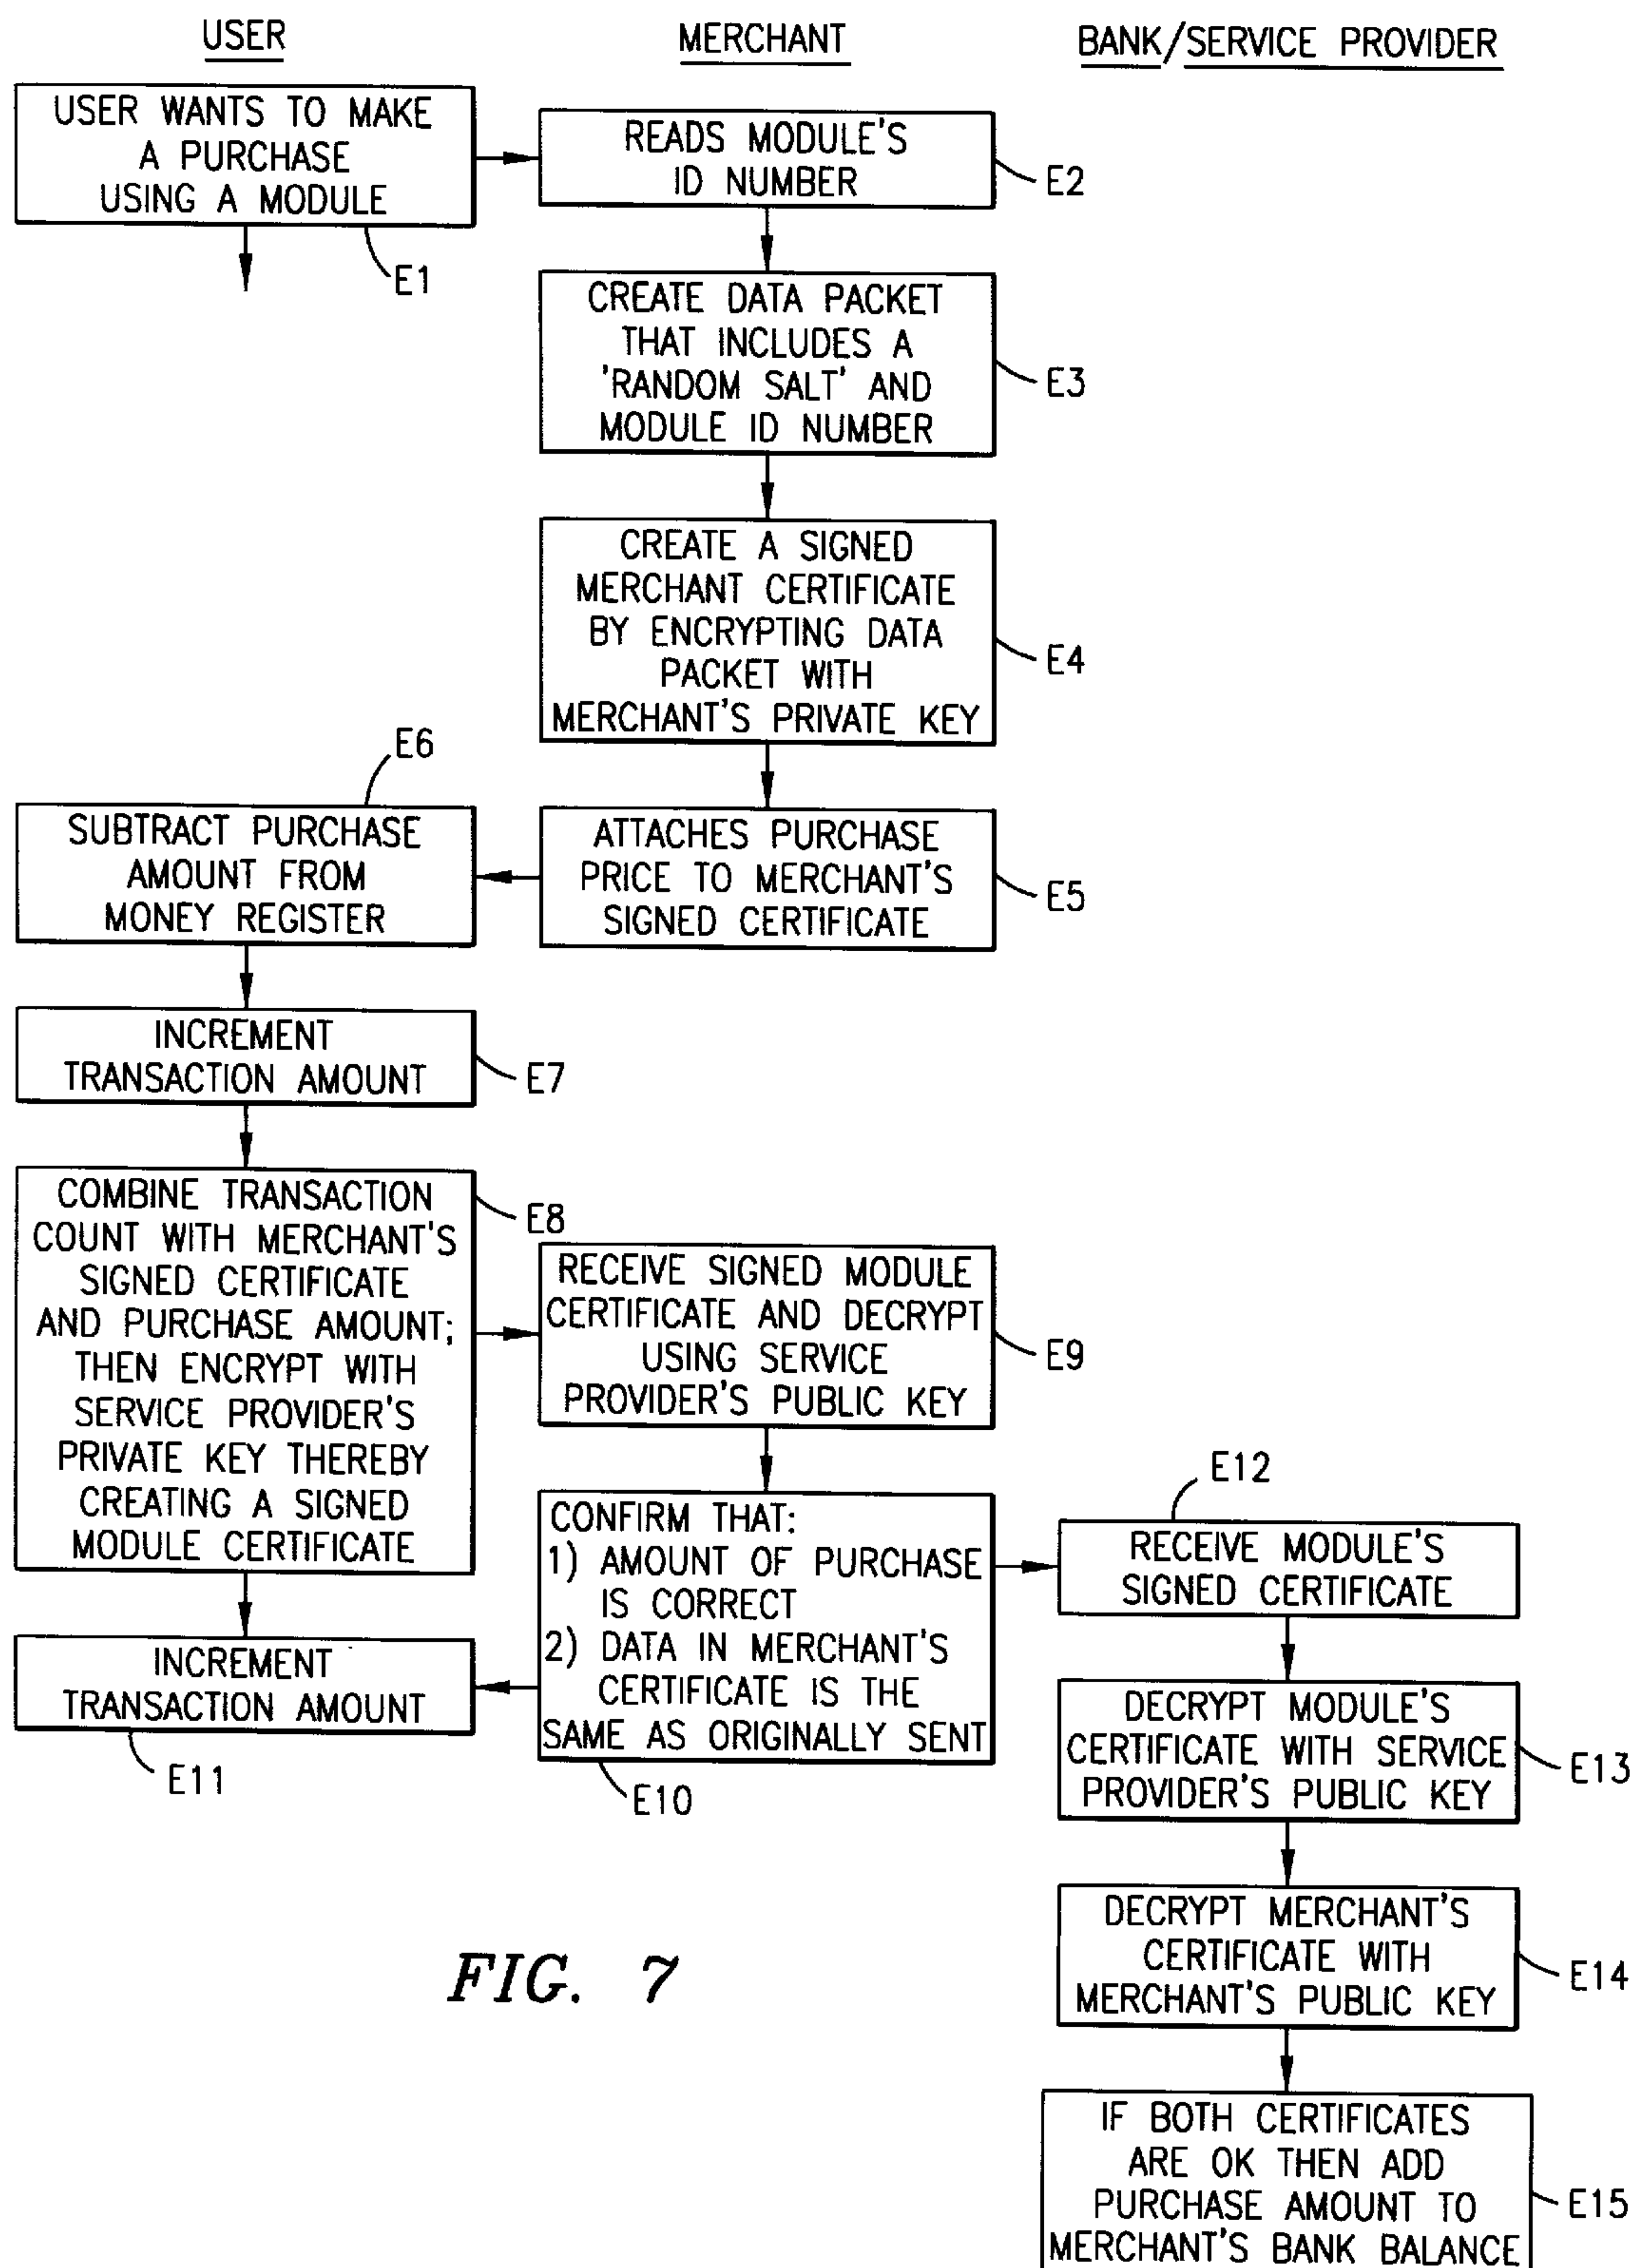 USER
MERCHANT
BANK/SERVICE PROVIDER
USER WANTS TO MAKE
A PURCHASE
USING A MODULE
E1
READS MODULE'S
ID NUMBER
E2
CREATE DATA PACKET
THAT INCLUDES A
'RANDOM SALT' AND
MODULE ID NUMBER
E3
CREATE A SIGNED
MERCHANT CERTIFICATE
BY ENCRYPTING DATA
PACKET WITH
MERCHANT'S PRIVATE KEY
E4
ATTACHES PURCHASE
PRICE TO MERCHANT'S
SIGNED CERTIFICATE
E5
E6
SUBTRACT PURCHASE
AMOUNT FROM
MONEY REGISTER
INCREMENT
TRANSACTION AMOUNT
E7
COMBINE TRANSACTION
COUNT WITH MERCHANT'S
SIGNED CERTIFICATE
AND PURCHASE AMOUNT;
THEN ENCRYPT WITH
SERVICE PROVIDER'S
PRIVATE KEY THEREBY
CREATING A SIGNED
MODULE CERTIFICATE
E8
RECEIVE SIGNED MODULE
CERTIFICATE AND DECRYPT
USING SERVICE
PROVIDER'S PUBLIC KEY
E9
CONFIRM THAT:
1) AMOUNT OF PURCHASE
IS CORRECT
2) DATA IN MERCHANT'S
CERTIFICATE IS THE
SAME AS ORIGINALLY SENT
E10
INCREMENT
TRANSACTION AMOUNT
E11
E12
RECEIVE MODULE'S
SIGNED CERTIFICATE
DECRYPT MODULE'S
CERTIFICATE WITH SERVICE
PROVIDER'S PUBLIC KEY
E13
DECRYPT MERCHANT'S
CERTIFICATE WITH
MERCHANT'S PUBLIC KEY
E14
IF BOTH CERTIFICATES
ARE OK THEN ADD
PURCHASE AMOUNT TO
MERCHANT'S BANK BALANCE
E15
FIG. 7